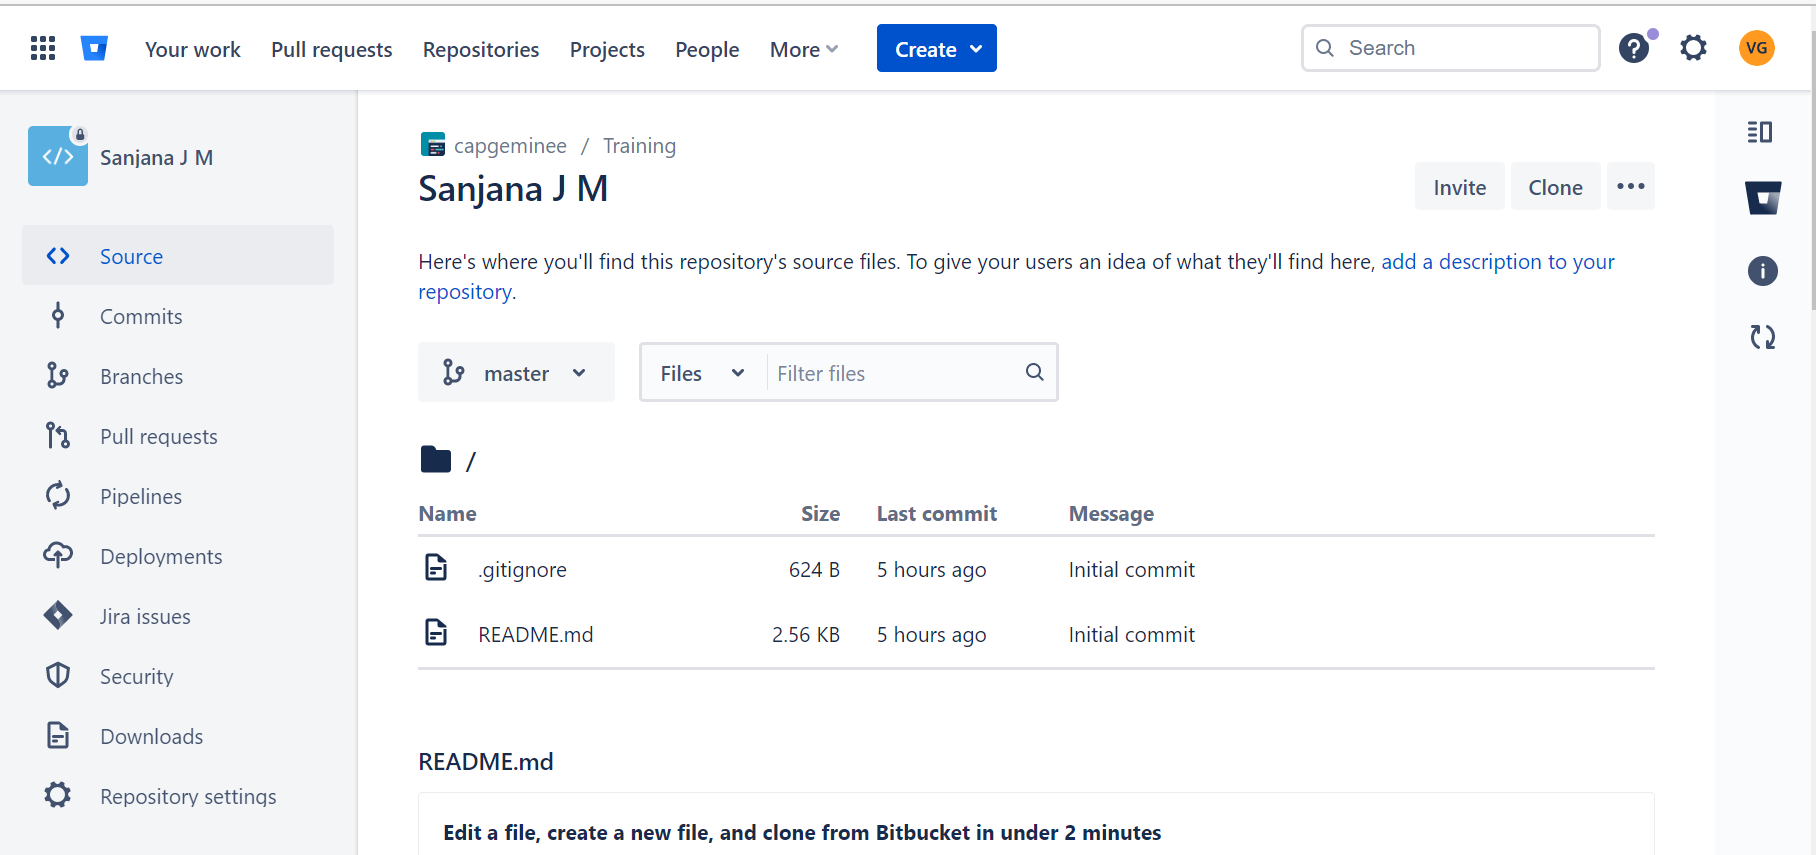 Your work Pull requests Repositories Projects People More Create Search VG
Sanjana J M
Source
Commits
Branches
Pull requests
Pipelines
Deployments
Jira issues
Security
Downloads
Repository settings
capgeminee / Training
Sanjana J M
Invite Clone
Here's where you'll find this repository's source files. To give your users an idea of what they'll find here, add a description to your
repository.
master Files Filter files
/
Name Size Last commit Message
.gitignore 624 B 5 hours ago Initial commit
README.md 2.56 KB 5 hours ago Initial commit
README.md
Edit a file, create a new file, and clone from Bitbucket in under 2 minutes